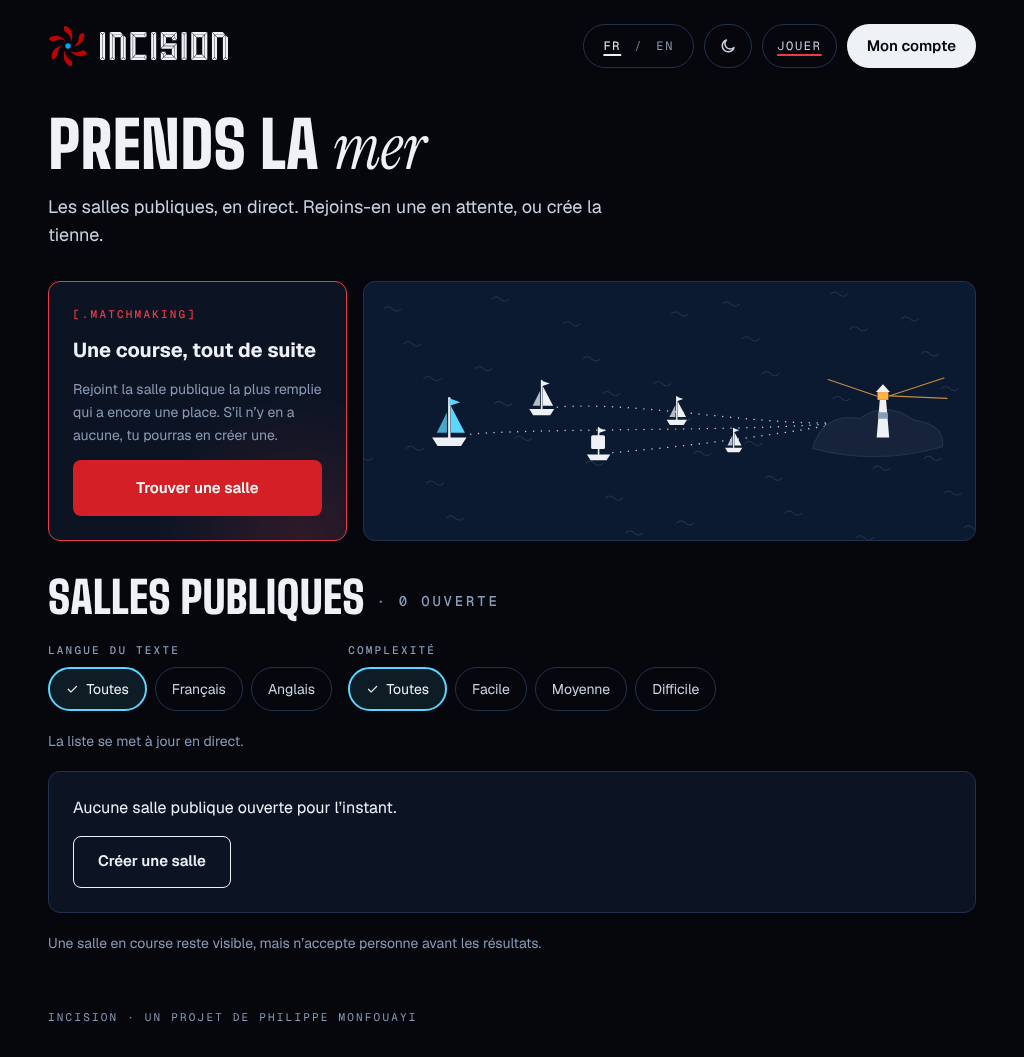 INCISION
FR / EN
JOUER
Mon compte
PRENDS LA mer
Les salles publiques, en direct. Rejoins-en une en attente, ou crée la
tienne.
[.MATCHMAKING]
Une course, tout de suite
Rejoint la salle publique la plus remplie
qui a encore une place. S’il n’y en a
aucune, tu pourras en créer une.
Trouver une salle
SALLES PUBLIQUES · 0 OUVERTE
LANGUE DU TEXTE
Toutes
Français
Anglais
COMPLEXITÉ
Toutes
Facile
Moyenne
Difficile
La liste se met à jour en direct.
Aucune salle publique ouverte pour l’instant.
Créer une salle
Une salle en course reste visible, mais n’accepte personne avant les résultats.
INCISION · UN PROJET DE PHILIPPE MONFOUAYI